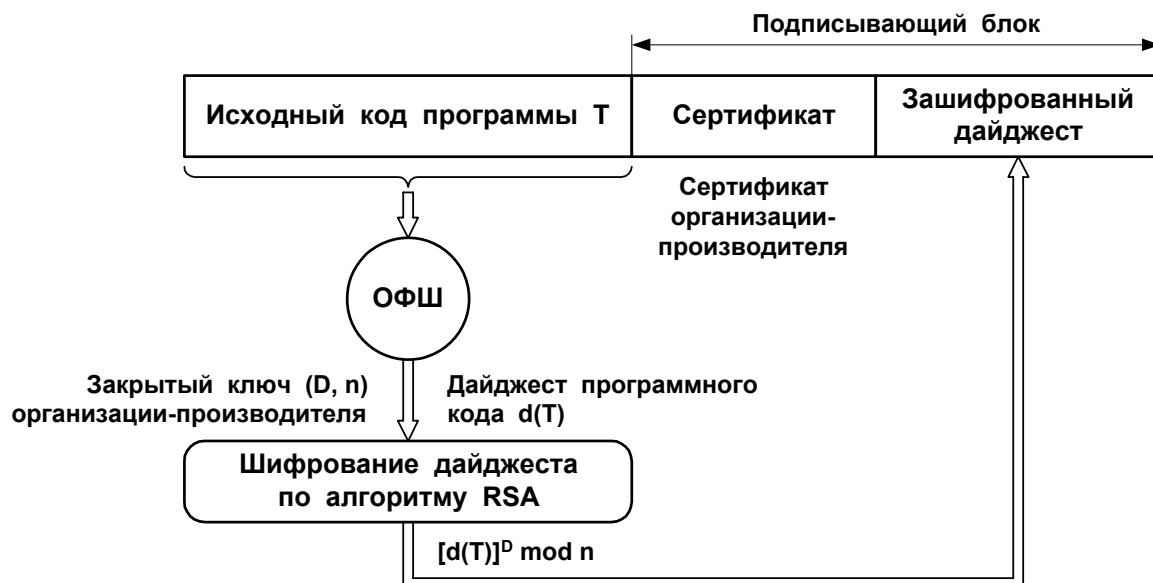 Подписывающий блок
Исходный код программы Т
Сертификат
Зашифрованный
дайджест
Сертификат
организации-
производителя
ОФШ
Закрытый ключ (D, n)
организации-производителя
Дайджест программного
кода d(T)
Шифрование дайджеста
по алгоритму RSA
[d(T)]ᴰ mod n